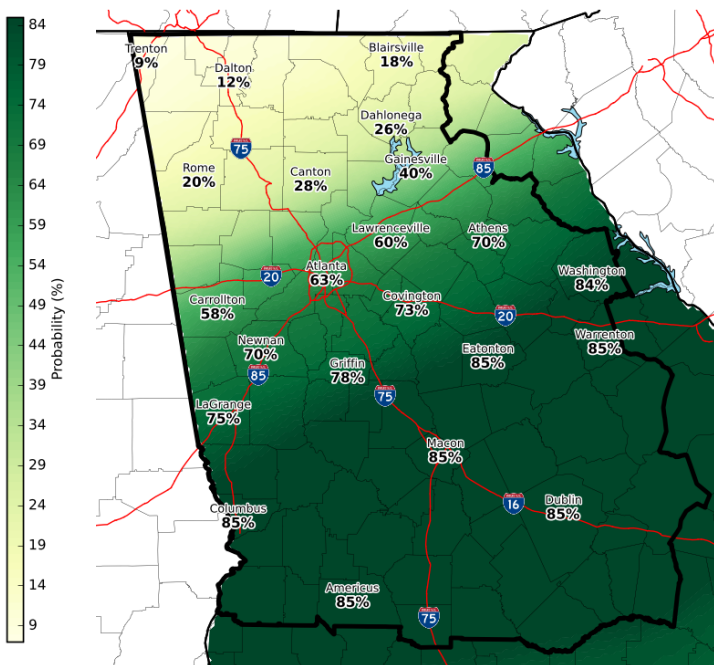 84
79
74
69
64
59
54
49
44
39
34
29
24
19
14
9
Probability (%)
Trenton
9%
Dalton
12%
Blairsville
18%
Dahlonega
26%
75
Rome
20%
Canton
28%
Gainesville
40%
85
Lawrenceville
60%
Athens
70%
Atlanta
63%
20
Washington
84%
Carrollton
58%
Covington
73%
20
Warrenton
85%
Newnan
70%
Eatonton
85%
Griffin
78%
85
75
LaGrange
75%
Macon
85%
Columbus
85%
16
Dublin
85%
Americus
85%
75